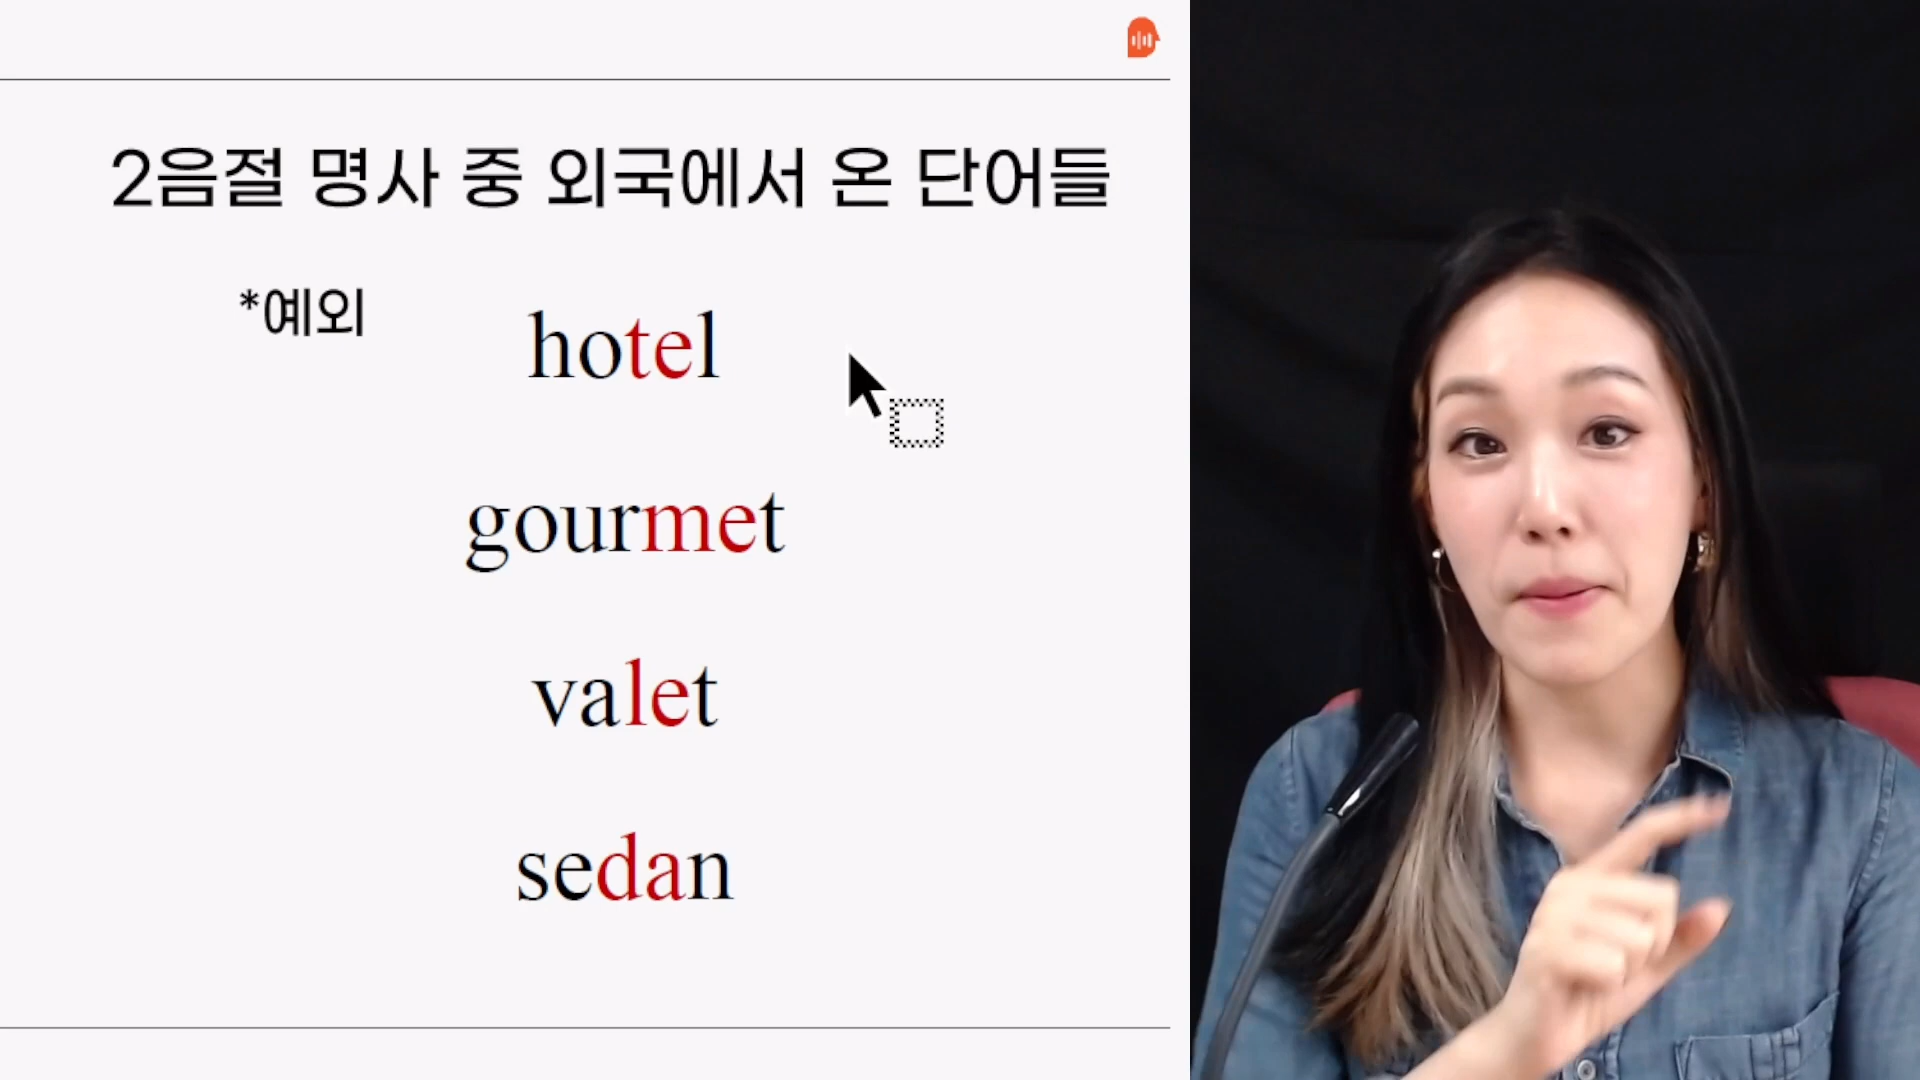 2음절 명사 중 외국에서 온 단어들
*예외
hotel
gourmet
valet
sedan